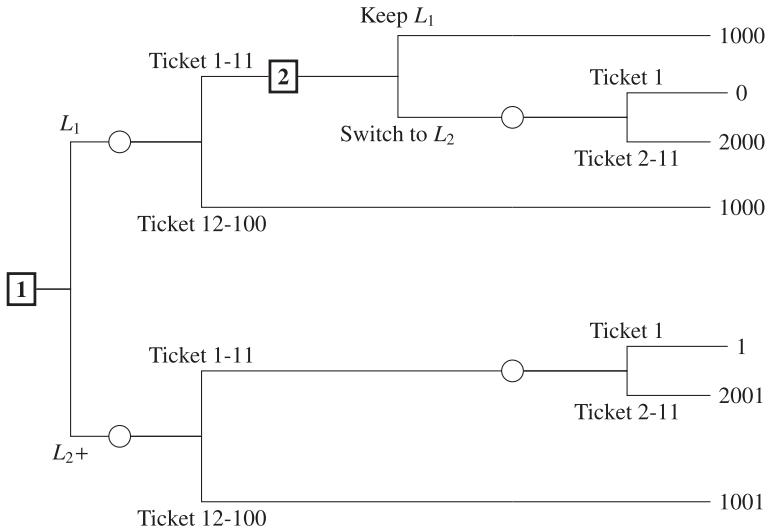 Keep L₁
1000
Ticket 1-11
2
Ticket 1
0
L₁
Switch to L₂
2000
Ticket 2-11
Ticket 12-100
1000
1
Ticket 1
1
Ticket 1-11
2001
Ticket 2-11
L₂+
1001
Ticket 12-100